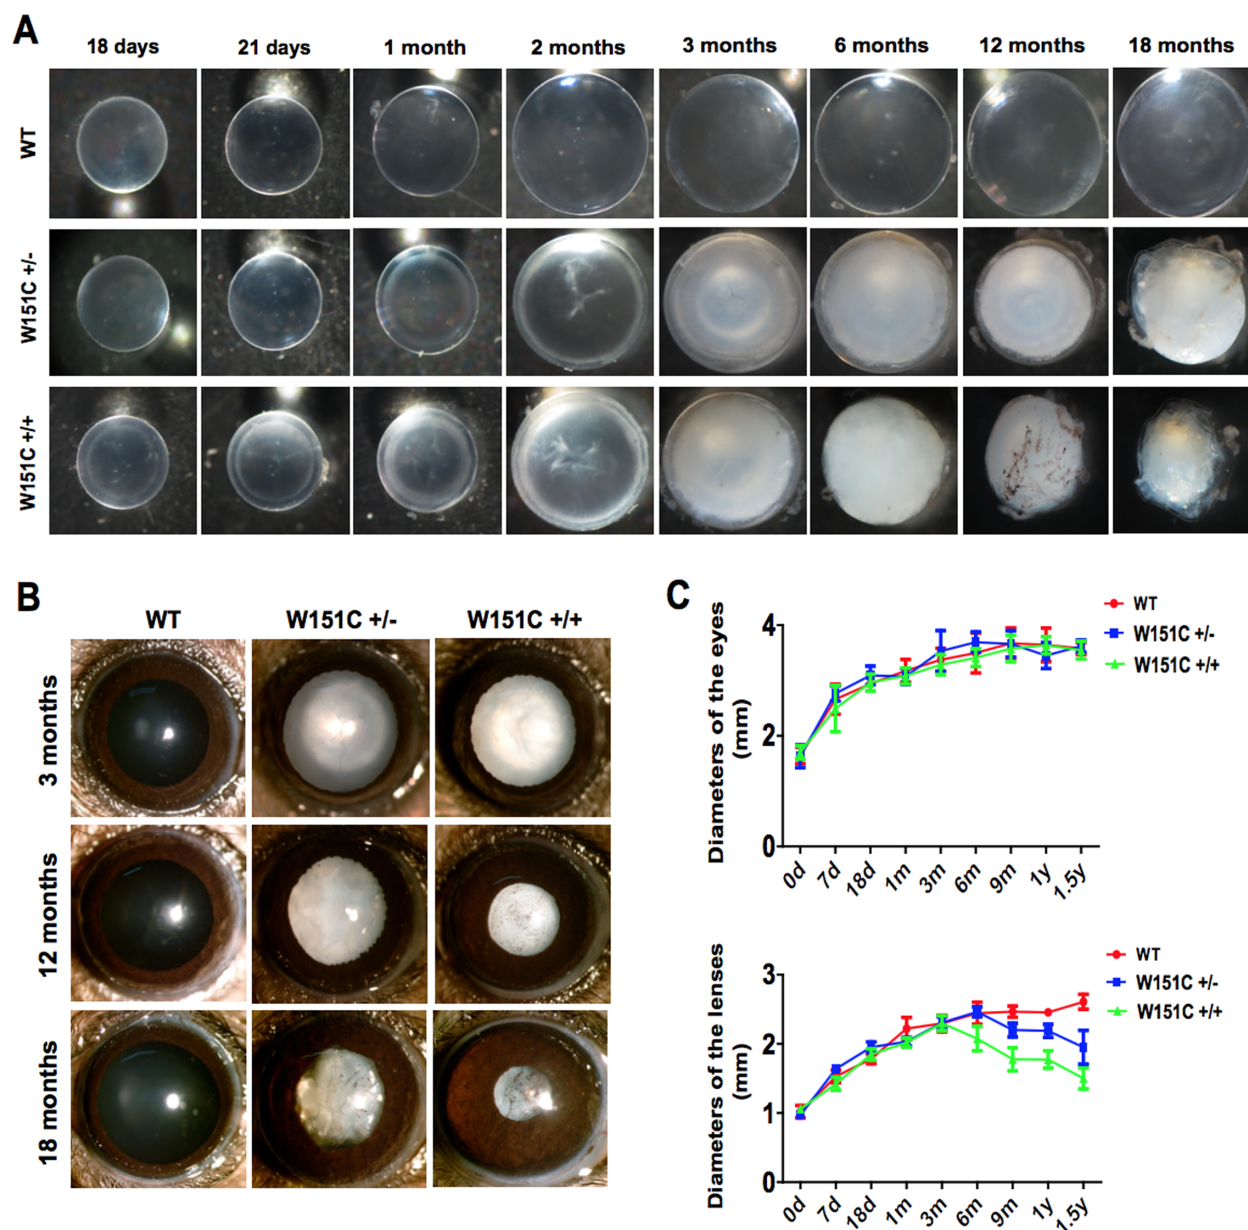 A
18 days
21 days
1 month
2 months
3 months
6 months
12 months
18 months
WT
W151C +/-
W151C +/+
B
WT
W151C +/-
W151C +/+
3 months
12 months
18 months
C
Diameters of the eyes
(mm)
4
2
0
0d
7d
18d
1m
3m
6m
9m
1y
1.5y
WT
W151C +/-
W151C +/+
Diameters of the lenses
(mm)
3
2
1
0
0d
7d
18d
1m
3m
6m
9m
1y
1.5y
WT
W151C +/-
W151C +/+